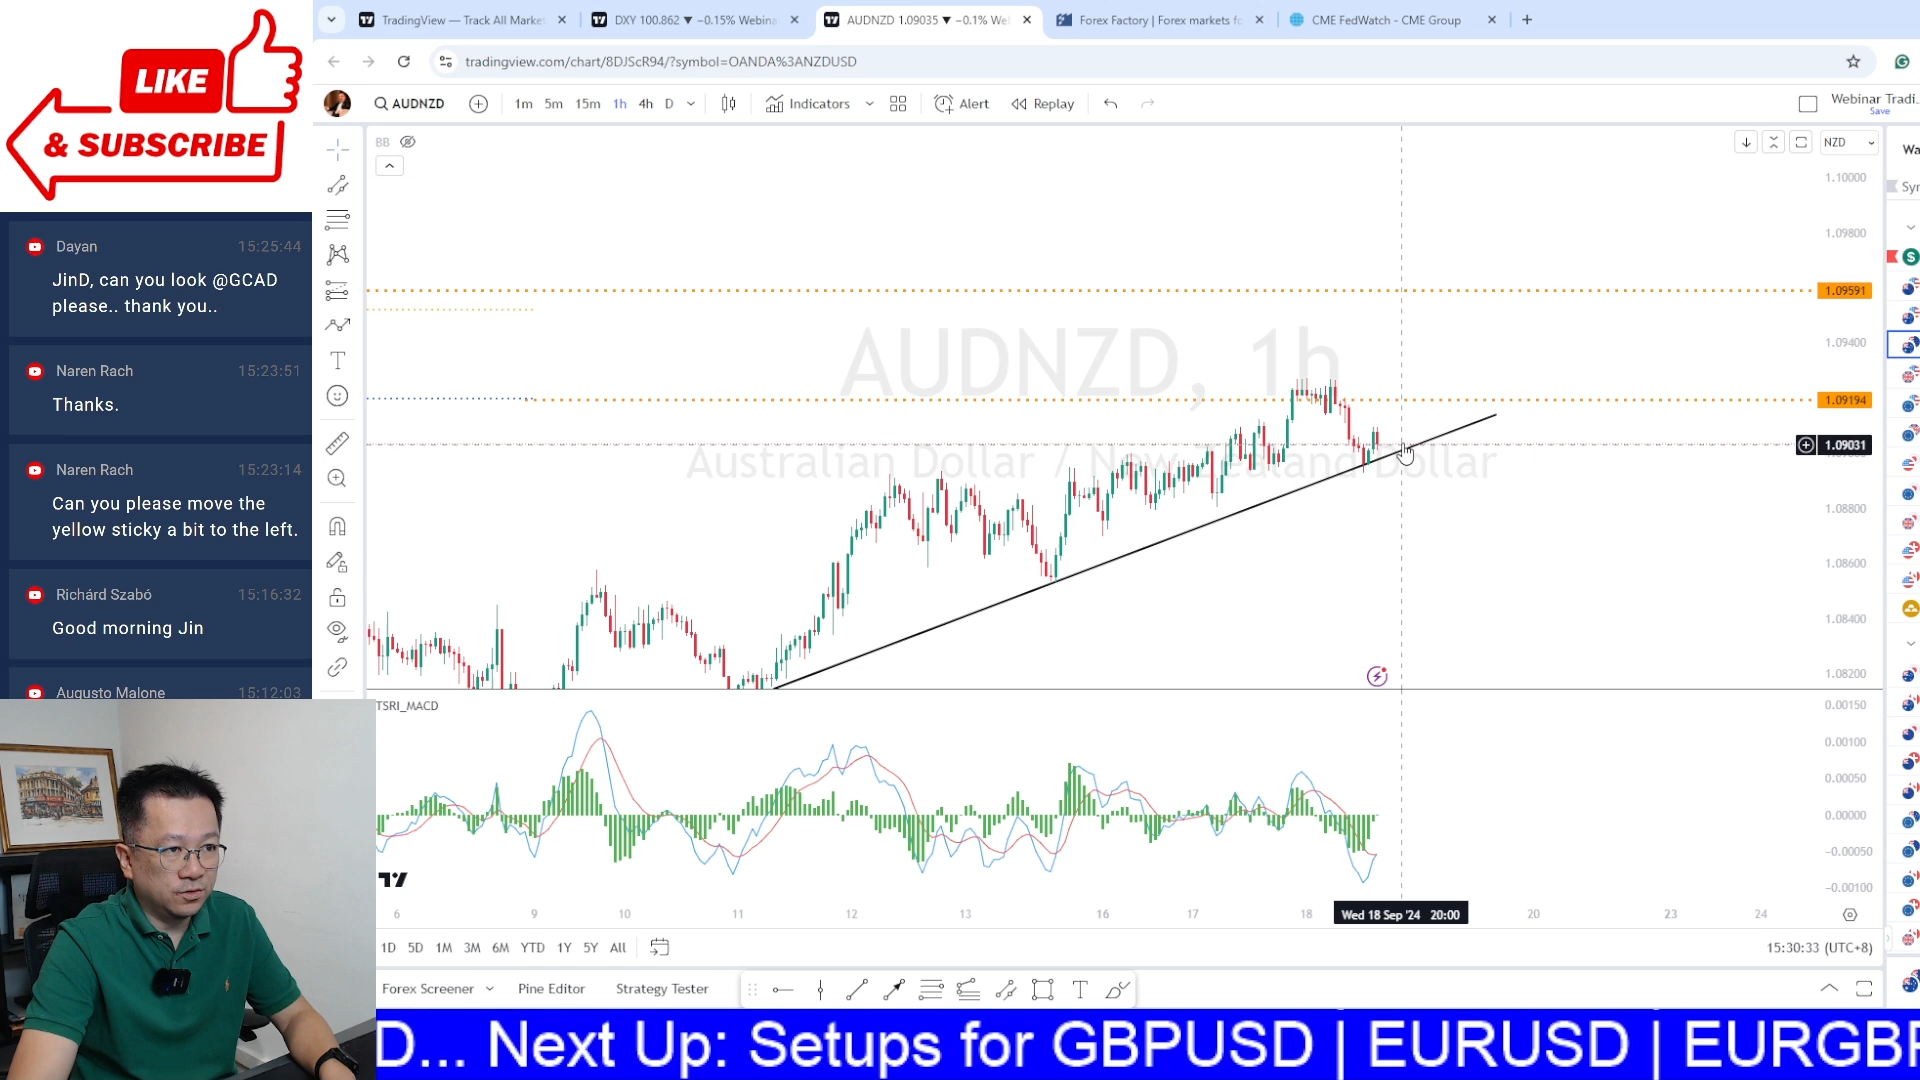 LIKE
& SUBSCRIBE
Dayan 15:25:44
JinD, can you look @GCAD
please.. thank you..
Naren Rach 15:23:51
Thanks.
Naren Rach 15:23:14
Can you please move the
yellow sticky a bit to the left.
Richárd Szabó 15:16:32
Good morning Jin
Augusto Malone 15:12:03
TradingView — Track All Marke
DXY 100.862 ▼ −0.15% Webina
AUDNZD 1.09035 ▼ −0.1% We
Forex Factory | Forex markets fo
CME FedWatch - CME Group
tradingview.com/chart/8DJScR94/?symbol=OANDA%3ANZDUSD
AUDNZD 1m 5m 15m 1h 4h D Indicators Alert Replay Webinar Tradi...
Save
BB
NZD
Wa
Syn
1.10000
1.09800
1.09591
1.09400
1.09194
1.09031
1.08800
1.08600
1.08400
1.08200
AUDNZD, 1h
Australian Dollar / New Zealand Dollar
TSRI_MACD
0.00150
0.00100
0.00050
0.00000
−0.00050
−0.00100
6 9 10 11 12 13 16 17 18 Wed 18 Sep '24 20:00 20 23 24
1D 5D 1M 3M 6M YTD 1Y 5Y All 15:30:33 (UTC+8)
Forex Screener Pine Editor Strategy Tester
D... Next Up: Setups for GBPUSD | EURUSD | EURGBP